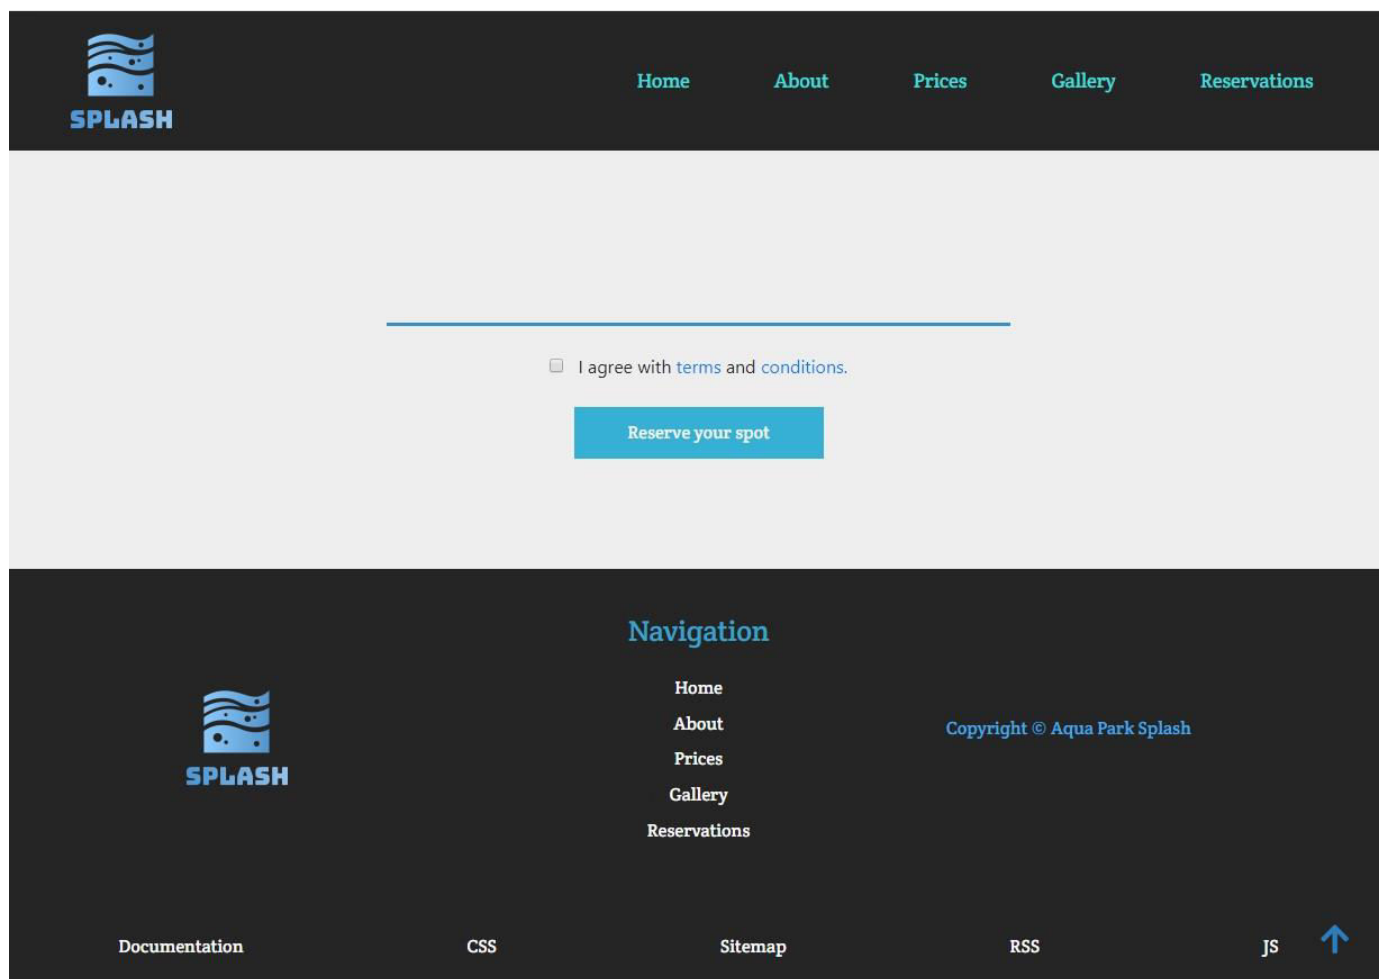 SPLASH
Home About Prices Gallery Reservations
I agree with terms and conditions.
Reserve your spot
Navigation
Home
About
Prices
Gallery
Reservations
SPLASH
Copyright © Aqua Park Splash
Documentation CSS Sitemap RSS JS